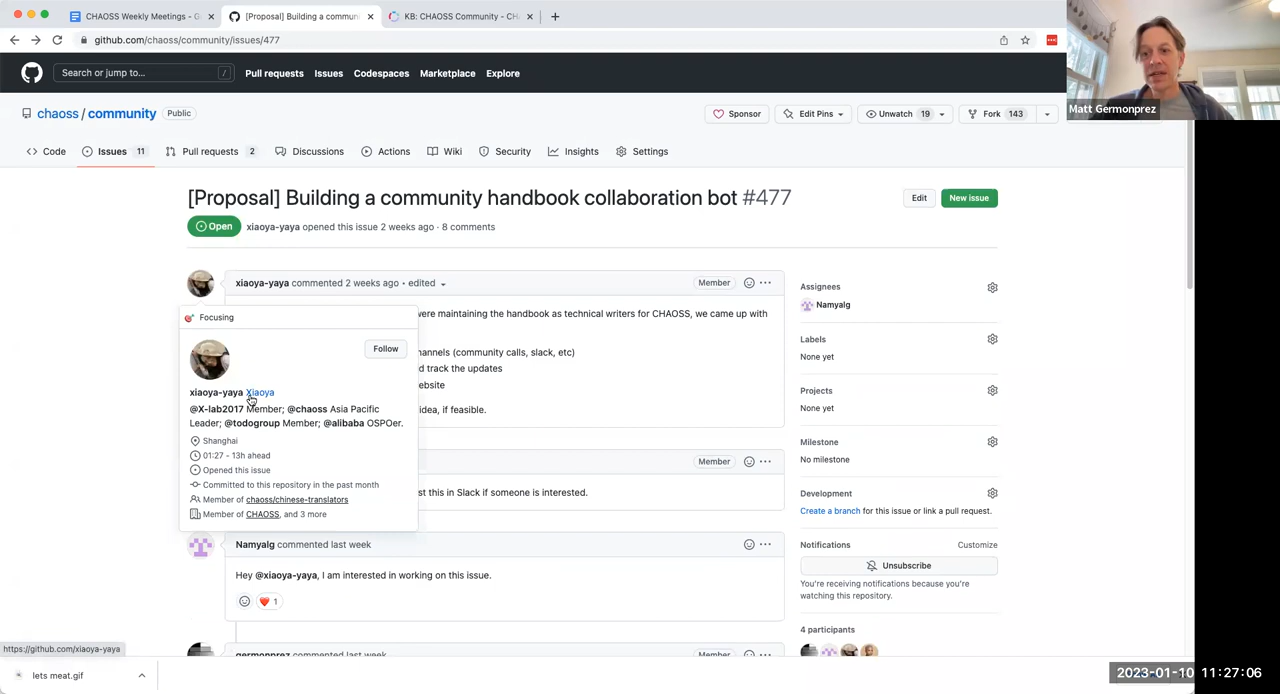 CHAOSS Weekly Meetings - G
[Proposal] Building a communi
KB: CHAOSS Community - CH
github.com/chaoss/community/issues/477
Search or jump to...
/
Pull requests
Issues
Codespaces
Marketplace
Explore
Matt Germonprez
chaoss / community
Public
Sponsor
Edit Pins
Unwatch 19
Fork 143
Code
Issues 11
Pull requests 2
Discussions
Actions
Wiki
Security
Insights
Settings
[Proposal] Building a community handbook collaboration bot #477
Edit
New issue
Open
xiaoya-yaya opened this issue 2 weeks ago · 8 comments
xiaoya-yaya commented 2 weeks ago • edited
Member
Focusing
were maintaining the handbook as technical writers for CHAOSS, we came up with
Follow
hannels (community calls, slack, etc)
d track the updates
ebsite
idea, if feasible.
xiaoya-yaya Xiaoya
@X-lab2017 Member; @chaoss Asia Pacific
Leader; @todogroup Member; @alibaba OSPOer.
Shanghai
01:27 - 13h ahead
Opened this issue
Committed to this repository in the past month
Member of chaoss/chinese-translators
Member of CHAOSS, and 3 more
Member
st this in Slack if someone is interested.
Namyalg commented last week
Hey @xiaoya-yaya, I am interested in working on this issue.
1
germonprez commented last week
Member
Assignees
Namyalg
Labels
None yet
Projects
None yet
Milestone
No milestone
Development
Create a branch for this issue or link a pull request.
Notifications
Customize
Unsubscribe
You're receiving notifications because you're
watching this repository.
4 participants
https://github.com/xiaoya-yaya
lets meat.gif
2023-01-10 11:27:06